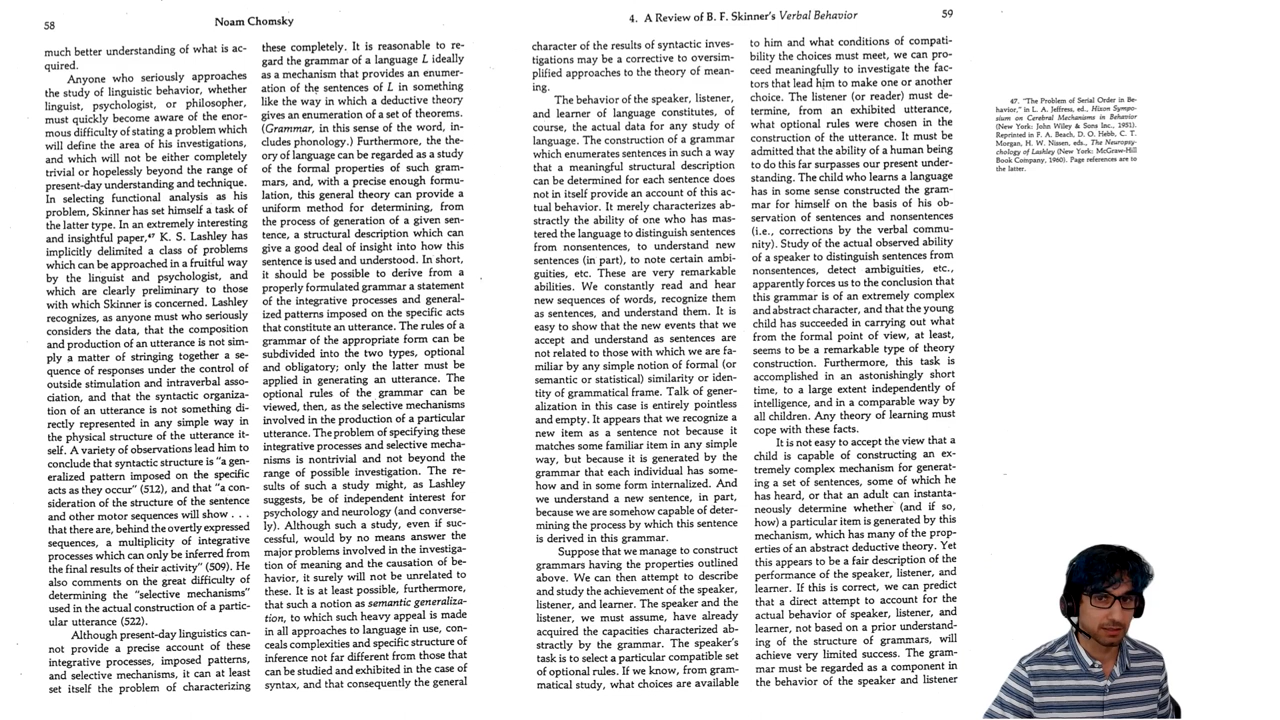 58
Noam Chomsky
much better understanding of what is ac-
quired.
Anyone who seriously approaches
the study of linguistic behavior, whether
linguist, psychologist, or philosopher,
must quickly become aware of the enor-
mous difficulty of stating a problem which
will define the area of his investigations,
and which will not be either completely
trivial or hopelessly beyond the range of
present-day understanding and technique.
In selecting functional analysis as his
problem, Skinner has set himself a task of
the latter type. In an extremely interesting
and insightful paper,47 K. S. Lashley has
implicitly delimited a class of problems
which can be approached in a fruitful way
by the linguist and psychologist, and
which are clearly preliminary to those
with which Skinner is concerned. Lashley
recognizes, as anyone must who seriously
considers the data, that the composition
and production of an utterance is not sim-
ply a matter of stringing together a se-
quence of responses under the control of
outside stimulation and intraverbal asso-
ciation, and that the syntactic organiza-
tion of an utterance is not something di-
rectly represented in any simple way in
the physical structure of the utterance it-
self. A variety of observations lead him to
conclude that syntactic structure is "a gen-
eralized pattern imposed on the specific
acts as they occur" (512), and that "a con-
sideration of the structure of the sentence
and other motor sequences will show . . .
that there are, behind the overtly expressed
sequences, a multiplicity of integrative
processes which can only be inferred from
the final results of their activity" (509). He
also comments on the great difficulty of
determining the "selective mechanisms"
used in the actual construction of a partic-
ular utterance (522).
Although present-day linguistics can-
not provide a precise account of these
integrative processes, imposed patterns,
and selective mechanisms, it can at least
set itself the problem of characterizing
these completely. It is reasonable to re-
gard the grammar of a language L ideally
as a mechanism that provides an enumer-
ation of the sentences of L in something
like the way in which a deductive theory
gives an enumeration of a set of theorems.
(Grammar, in this sense of the word, in-
cludes phonology.) Furthermore, the the-
ory of language can be regarded as a study
of the formal properties of such gram-
mars, and, with a precise enough formu-
lation, this general theory can provide a
uniform method for determining, from
the process of generation of a given sen-
tence, a structural description which can
give a good deal of insight into how this
sentence is used and understood. In short,
it should be possible to derive from a
properly formulated grammar a statement
of the integrative processes and general-
ized patterns imposed on the specific acts
that constitute an utterance. The rules of a
grammar of the appropriate form can be
subdivided into the two types, optional
and obligatory; only the latter must be
applied in generating an utterance. The
optional rules of the grammar can be
viewed, then, as the selective mechanisms
involved in the production of a particular
utterance. The problem of specifying these
integrative processes and selective mecha-
nisms is nontrivial and not beyond the
range of possible investigation. The re-
sults of such a study might, as Lashley
suggests, be of independent interest for
psychology and neurology (and converse-
ly). Although such a study, even if suc-
cessful, would by no means answer the
major problems involved in the investiga-
tion of meaning and the causation of be-
havior, it surely will not be unrelated to
these. It is at least possible, furthermore,
that such a notion as semantic generaliza-
tion, to which such heavy appeal is made
in all approaches to language in use, con-
ceals complexities and specific structure of
inference not far different from those that
can be studied and exhibited in the case of
syntax, and that consequently the general
4. A Review of B. F. Skinner's Verbal Behavior
59
character of the results of syntactic inves-
tigations may be a corrective to oversim-
plified approaches to the theory of mean-
ing.
The behavior of the speaker, listener,
and learner of language constitutes, of
course, the actual data for any study of
language. The construction of a grammar
which enumerates sentences in such a way
that a meaningful structural description
can be determined for each sentence does
not in itself provide an account of this ac-
tual behavior. It merely characterizes ab-
stractly the ability of one who has mas-
tered the language to distinguish sentences
from nonsentences, to understand new
sentences (in part), to note certain ambi-
guities, etc. These are very remarkable
abilities. We constantly read and hear
new sequences of words, recognize them
as sentences, and understand them. It is
easy to show that the new events that we
accept and understand as sentences are
not related to those with which we are fa-
miliar by any simple notion of formal (or
semantic or statistical) similarity or iden-
tity of grammatical frame. Talk of gener-
alization in this case is entirely pointless
and empty. It appears that we recognize a
new item as a sentence not because it
matches some familiar item in any simple
way, but because it is generated by the
grammar that each individual has some-
how and in some form internalized. And
we understand a new sentence, in part,
because we are somehow capable of deter-
mining the process by which this sentence
is derived in this grammar.
Suppose that we manage to construct
grammars having the properties outlined
above. We can then attempt to describe
and study the achievement of the speaker,
listener, and learner. The speaker and the
listener, we must assume, have already
acquired the capacities characterized ab-
stractly by the grammar. The speaker's
task is to select a particular compatible set
of optional rules. If we know, from gram-
matical study, what choices are available
to him and what conditions of compati-
bility the choices must meet, we can pro-
ceed meaningfully to investigate the fac-
tors that lead him to make one or another
choice. The listener (or reader) must de-
termine, from an exhibited utterance,
what optional rules were chosen in the
construction of the utterance. It must be
admitted that the ability of a human being
to do this far surpasses our present under-
standing. The child who learns a language
has in some sense constructed the gram-
mar for himself on the basis of his ob-
servation of sentences and nonsentences
(i.e., corrections by the verbal commu-
nity). Study of the actual observed ability
of a speaker to distinguish sentences from
nonsentences, detect ambiguities, etc.,
apparently forces us to the conclusion that
this grammar is of an extremely complex
and abstract character, and that the young
child has succeeded in carrying out what
from the formal point of view, at least,
seems to be a remarkable type of theory
construction. Furthermore, this task is
accomplished in an astonishingly short
time, to a large extent independently of
intelligence, and in a comparable way by
all children. Any theory of learning must
cope with these facts.
It is not easy to accept the view that a
child is capable of constructing an ex-
tremely complex mechanism for generat-
ing a set of sentences, some of which he
has heard, or that an adult can instanta-
neously determine whether (and if so,
how) a particular item is generated by this
mechanism, which has many of the prop-
erties of an abstract deductive theory. Yet
this appears to be a fair description of the
performance of the speaker, listener, and
learner. If this is correct, we can predict
that a direct attempt to account for the
actual behavior of speaker, listener, and
learner, not based on a prior understand-
ing of the structure of grammars, will
achieve very limited success. The gram-
mar must be regarded as a component in
the behavior of the speaker and listener
47. "The Problem of Serial Order in Be-
havior," in L. A. Jeffress, ed., Hixon Sympo-
sium on Cerebral Mechanisms in Behavior
(New York: John Wiley & Sons Inc., 1951).
Reprinted in F. A. Beach, D. O. Hebb, C. T.
Morgan, H. W. Nissen, eds., The Neuropsy-
chology of Lashley (New York: McGraw-Hill
Book Company, 1960). Page references are to
the latter.